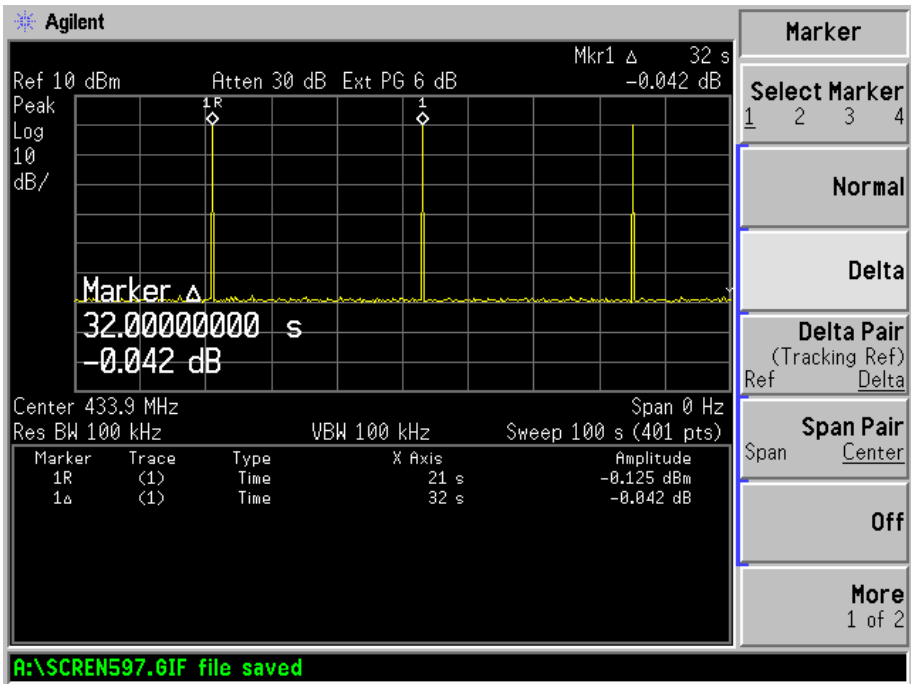 Agilent
Mkr1 Δ 32 s
Ref 10 dBm Atten 30 dB Ext PG 6 dB -0.042 dB
Peak
Log
10
dB/
1R 1
Marker Δ
32.00000000 s
-0.042 dB
Center 433.9 MHz Span 0 Hz
Res BW 100 kHz VBW 100 kHz Sweep 100 s (401 pts)
Marker Trace Type X Axis Amplitude
1R (1) Time 21 s -0.125 dBm
1Δ (1) Time 32 s -0.042 dB
A:\SCREN597.GIF file saved
Marker
Select Marker
1 2 3 4
Normal
Delta
Delta Pair
(Tracking Ref)
Ref Delta
Span Pair
Span Center
Off
More
1 of 2